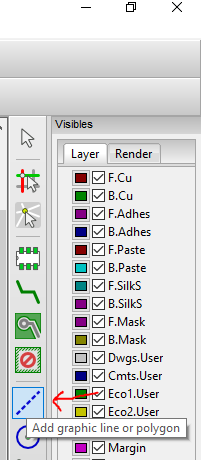 Visibles
Layer Render
F.Cu
B.Cu
F.Adhes
B.Adhes
F.Paste
B.Paste
F.SilkS
B.SilkS
F.Mask
B.Mask
Dwgs.User
Cmts.User
Eco1.User
Eco2.User
Add graphic line or polygon
Margin